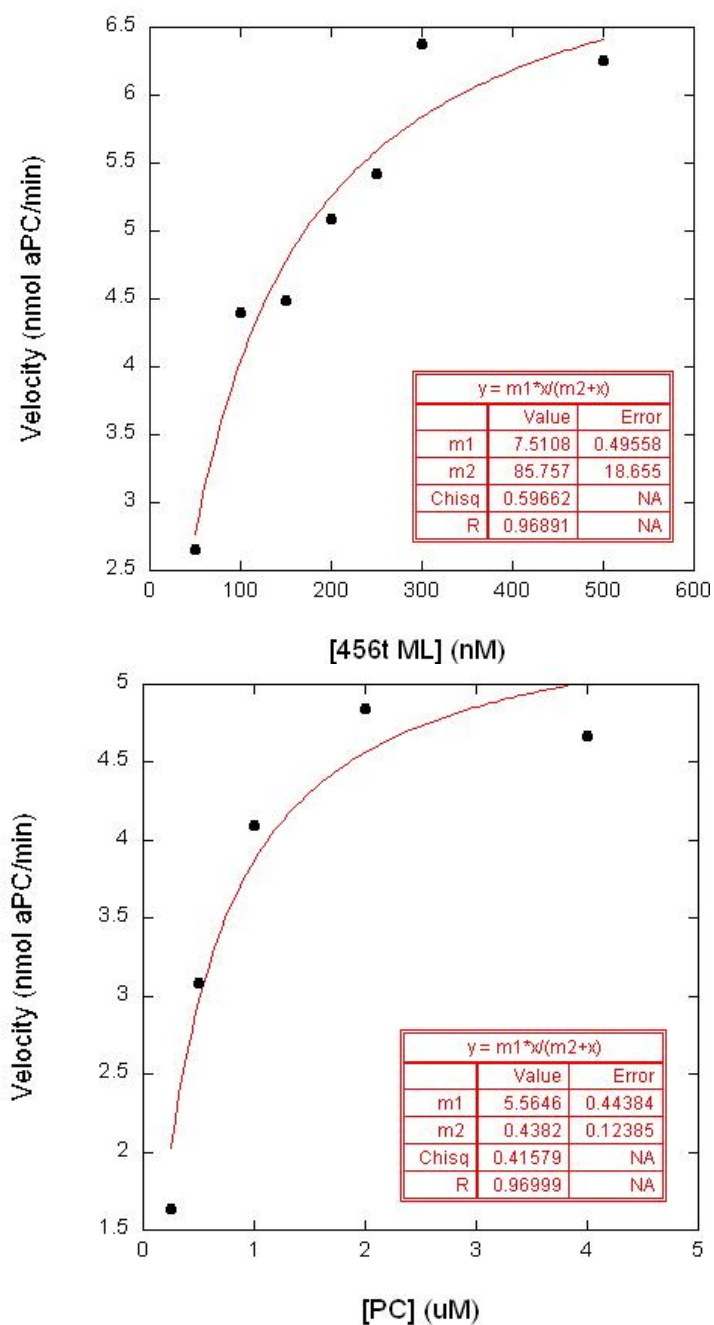 6.5
6
5.5
5
4.5
4
3.5
3
2.5
Velocity (nmol aPC/min)
y = m1*x/(m2+x)
Value Error
m1 7.5108 0.49558
m2 85.757 18.655
Chisq 0.59662 NA
R 0.96891 NA
0 100 200 300 400 500 600
[456t ML] (nM)
5
4.5
4
3.5
3
2.5
2
1.5
Velocity (nmol aPC/min)
y = m1*x/(m2+x)
Value Error
m1 5.5646 0.44384
m2 0.4382 0.12385
Chisq 0.41579 NA
R 0.96999 NA
0 1 2 3 4 5
[PC] (uM)